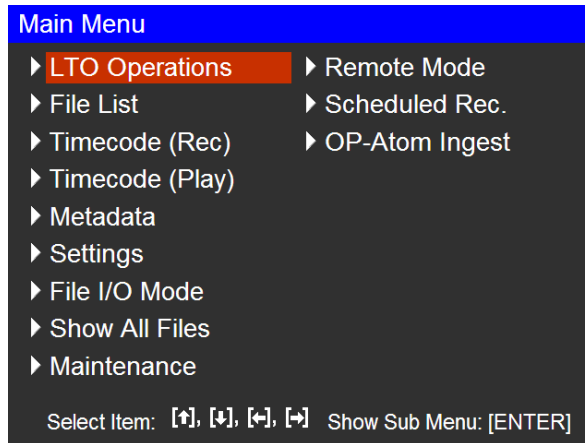 Main Menu
LTO Operations
File List
Timecode (Rec)
Timecode (Play)
Metadata
Settings
File I/O Mode
Show All Files
Maintenance
Remote Mode
Scheduled Rec.
OP-Atom Ingest
Select Item: [↑], [↓], [←], [→] Show Sub Menu: [ENTER]